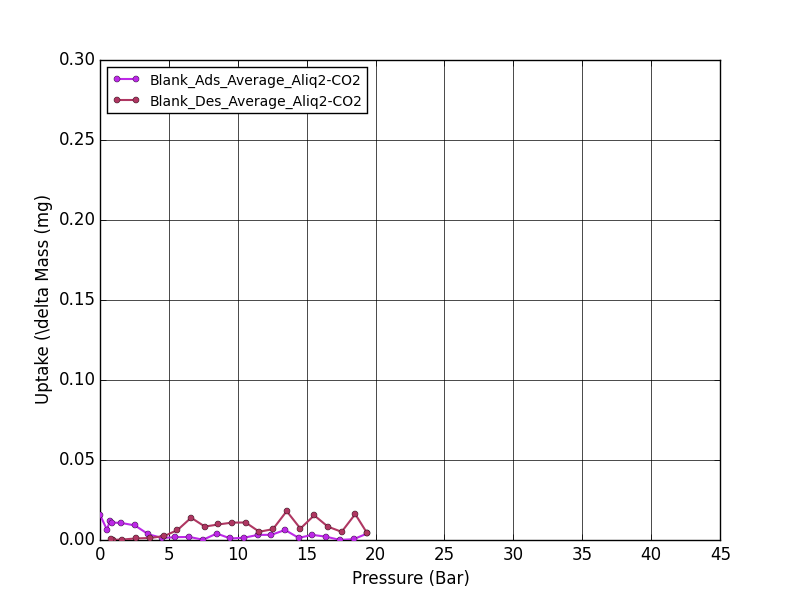 0.30
Blank_Ads_Average_Aliq2-CO2
Blank_Des_Average_Aliq2-CO2
0.25
0.20
0.15
0.10
0.05
0.00
Uptake (\delta Mass (mg)
0 5 10 15 20 25 30 35 40 45
Pressure (Bar)